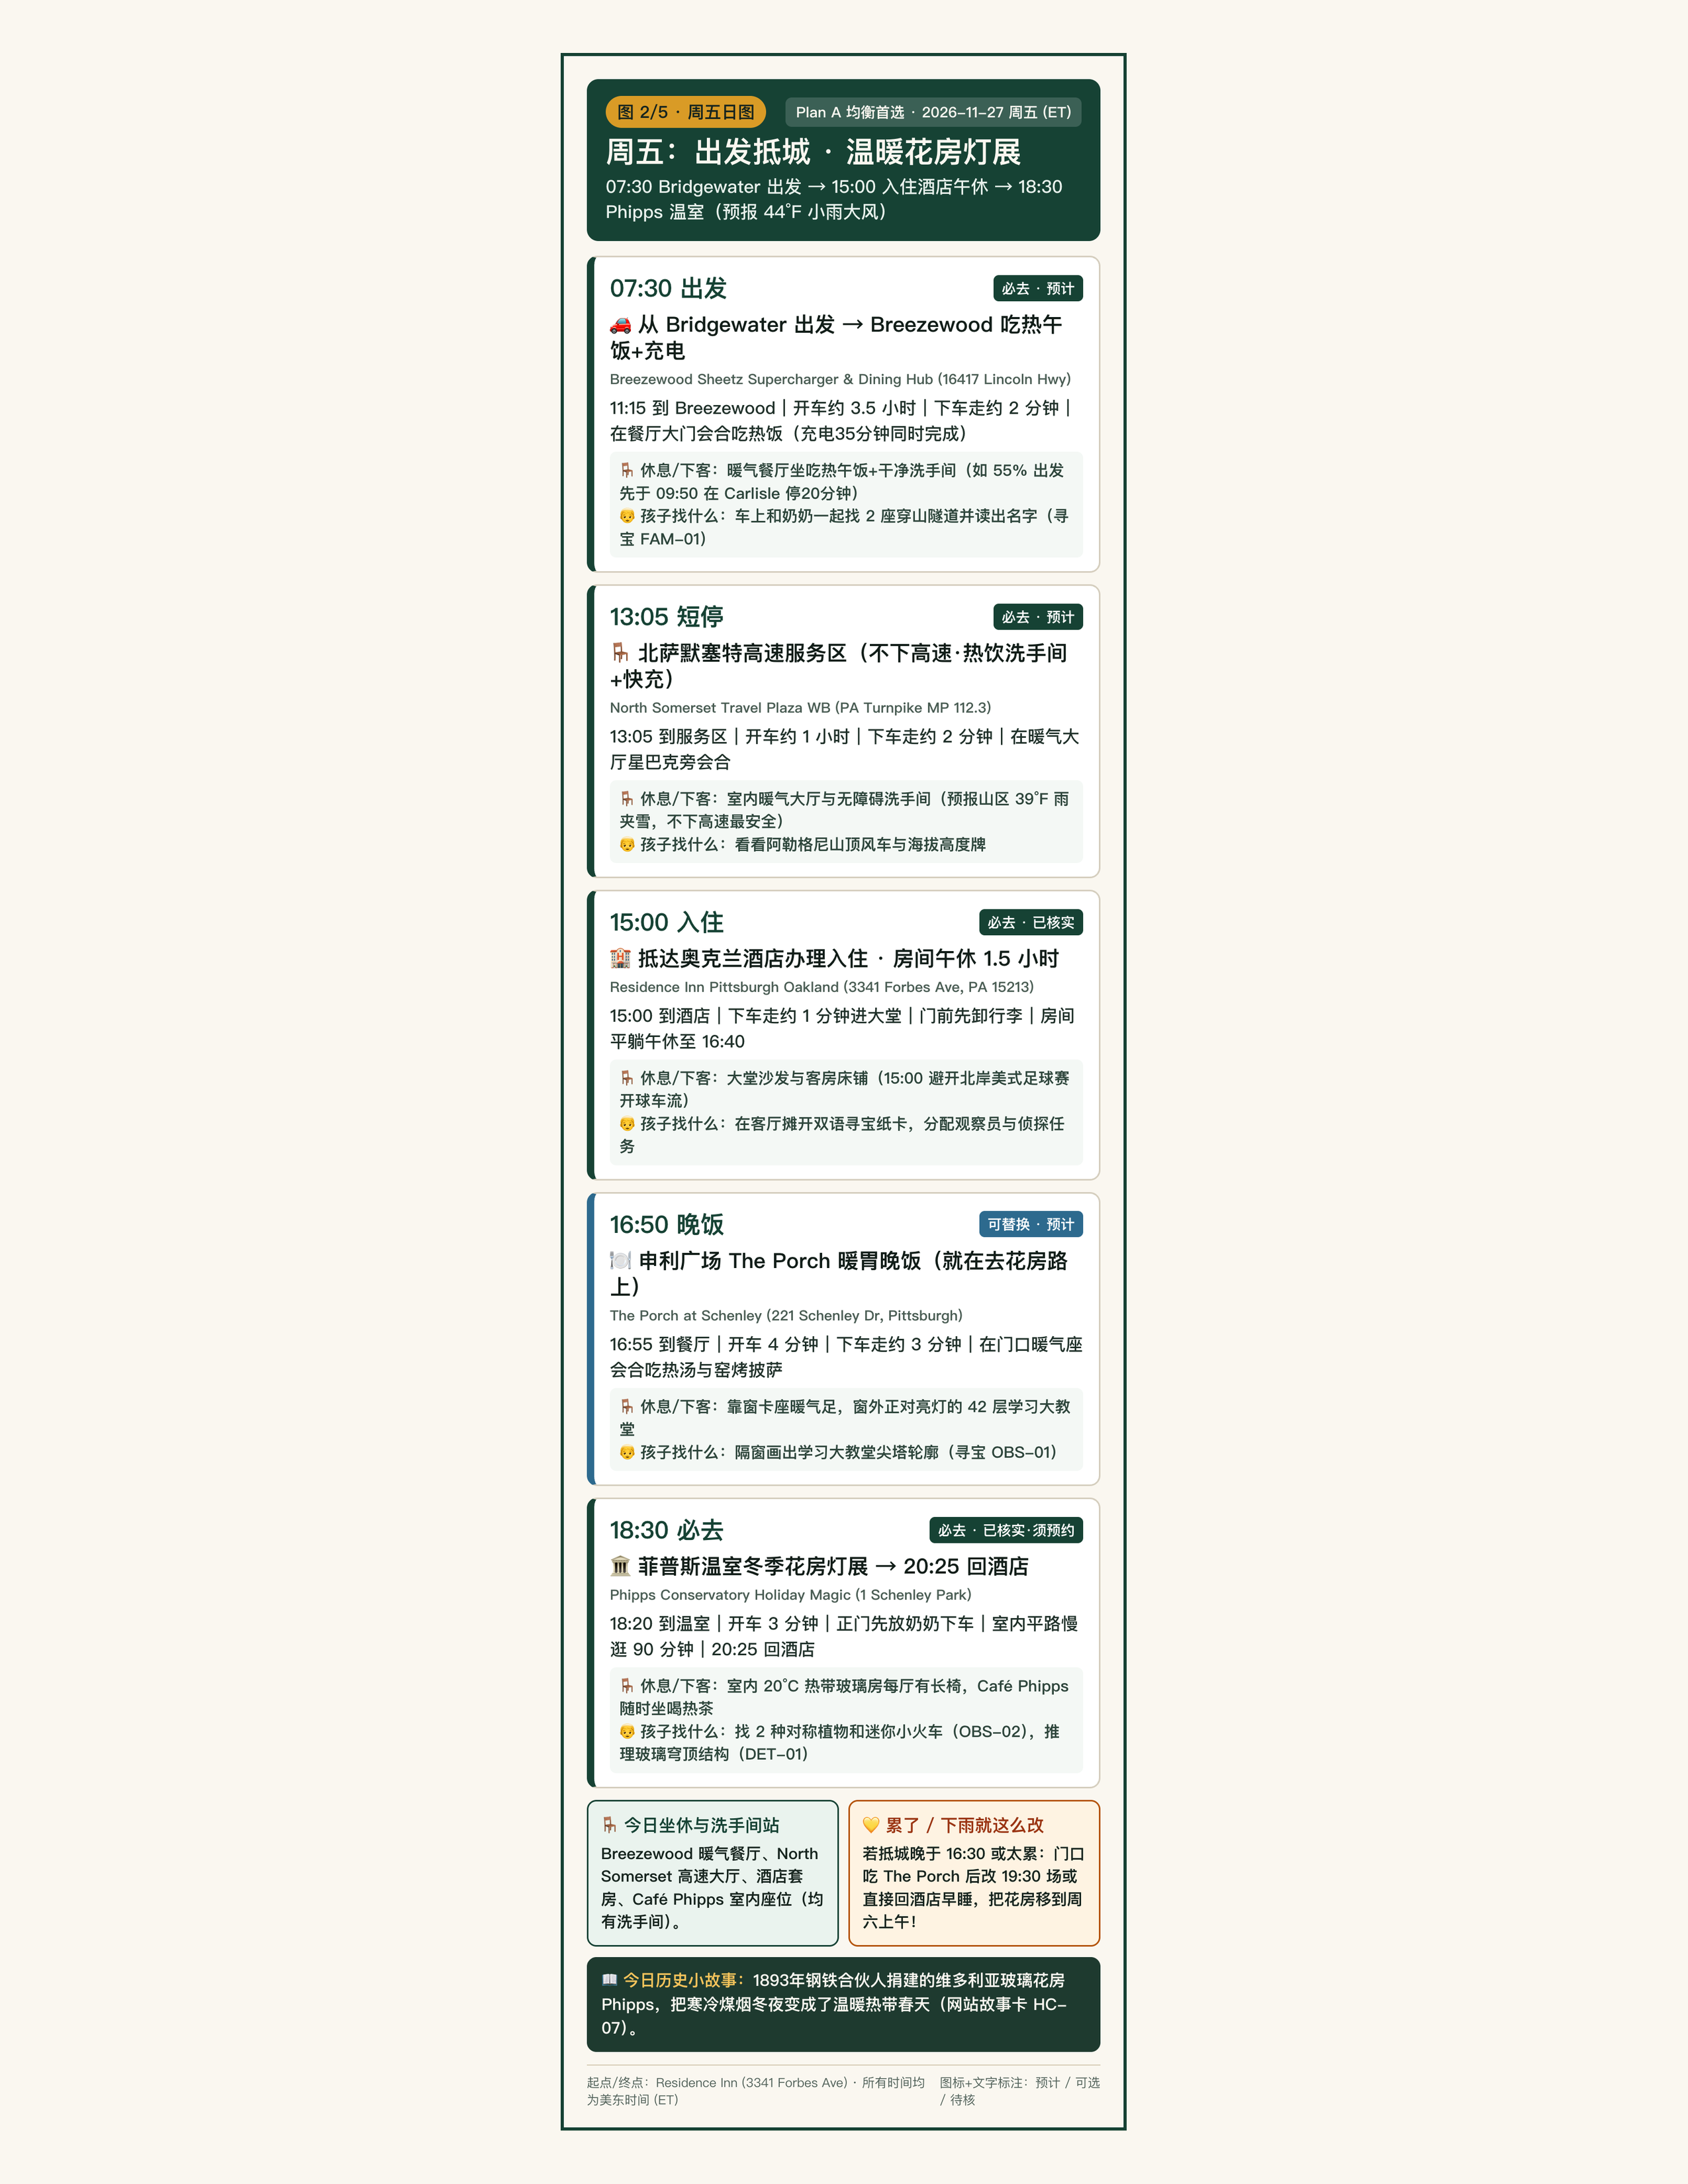 图 2/5 · 周五日图
Plan A 均衡首选 · 2026-11-27 周五 (ET)
周五：出发抵城 · 温暖花房灯展
07:30 Bridgewater 出发 → 15:00 入住酒店午休 → 18:30
Phipps 温室（预报 44°F 小雨大风）
07:30 出发
必去 · 预计
🚗 从 Bridgewater 出发 → Breezewood 吃热午
饭+充电
Breezewood Sheetz Supercharger & Dining Hub (16417 Lincoln Hwy)
11:15 到 Breezewood｜开车约 3.5 小时｜下车走约 2 分钟｜
在餐厅大门会合吃热饭（充电35分钟同时完成）
🪑 休息/下客：暖气餐厅坐吃热午饭+干净洗手间（如 55% 出发
先于 09:50 在 Carlisle 停20分钟）
👵 孩子找什么：车上和奶奶一起找 2 座穿山隧道并读出名字（寻
宝 FAM-01）
13:05 短停
必去 · 预计
🪑 北萨默塞特高速服务区（不下高速·热饮洗手间
+快充）
North Somerset Travel Plaza WB (PA Turnpike MP 112.3)
13:05 到服务区｜开车约 1 小时｜下车走约 2 分钟｜在暖气大
厅星巴克旁会合
🪑 休息/下客：室内暖气大厅与无障碍洗手间（预报山区 39°F 雨
夹雪，不下高速最安全）
👵 孩子找什么：看看阿勒格尼山顶风车与海拔高度牌
15:00 入住
必去 · 已核实
🏨 抵达奥克兰酒店办理入住 · 房间午休 1.5 小时
Residence Inn Pittsburgh Oakland (3341 Forbes Ave, PA 15213)
15:00 到酒店｜下车走约 1 分钟进大堂｜门前先卸行李｜房间
平躺午休至 16:40
🪑 休息/下客：大堂沙发与客房床铺（15:00 避开北岸美式足球赛
开球车流）
👵 孩子找什么：在客厅摊开双语寻宝纸卡，分配观察员与侦探任
务
16:50 晚饭
可替换 · 预计
🍽️ 申利广场 The Porch 暖胃晚饭（就在去花房路
上）
The Porch at Schenley (221 Schenley Dr, Pittsburgh)
16:55 到餐厅｜开车 4 分钟｜下车走约 3 分钟｜在门口暖气座
会合吃热汤与窑烤披萨
🪑 休息/下客：靠窗卡座暖气足，窗外正对亮灯的 42 层学习大教
堂
👵 孩子找什么：隔窗画出学习大教堂尖塔轮廓（寻宝 OBS-01）
18:30 必去
必去 · 已核实·须预约
🏛️ 菲普斯温室冬季花房灯展 → 20:25 回酒店
Phipps Conservatory Holiday Magic (1 Schenley Park)
18:20 到温室｜开车 3 分钟｜正门先放奶奶下车｜室内平路慢
逛 90 分钟｜20:25 回酒店
🪑 休息/下客：室内 20°C 热带玻璃房每厅有长椅，Café Phipps
随时坐喝热茶
👵 孩子找什么：找 2 种对称植物和迷你小火车（OBS-02），推
理玻璃穹顶结构（DET-01）
🪑 今日坐休与洗手间站
Breezewood 暖气餐厅、North
Somerset 高速大厅、酒店套
房、Café Phipps 室内座位（均
有洗手间）。
💛 累了 / 下雨就这么改
若抵城晚于 16:30 或太累：门口
吃 The Porch 后改 19:30 场或
直接回酒店早睡，把花房移到周
六上午！
📖 今日历史小故事：1893年钢铁合伙人捐建的维多利亚玻璃花房
Phipps，把寒冷煤烟冬夜变成了温暖热带春天（网站故事卡 HC-
07）。
起点/终点：Residence Inn (3341 Forbes Ave) · 所有时间均
为美东时间 (ET)
图标+文字标注：预计 / 可选
/ 待核